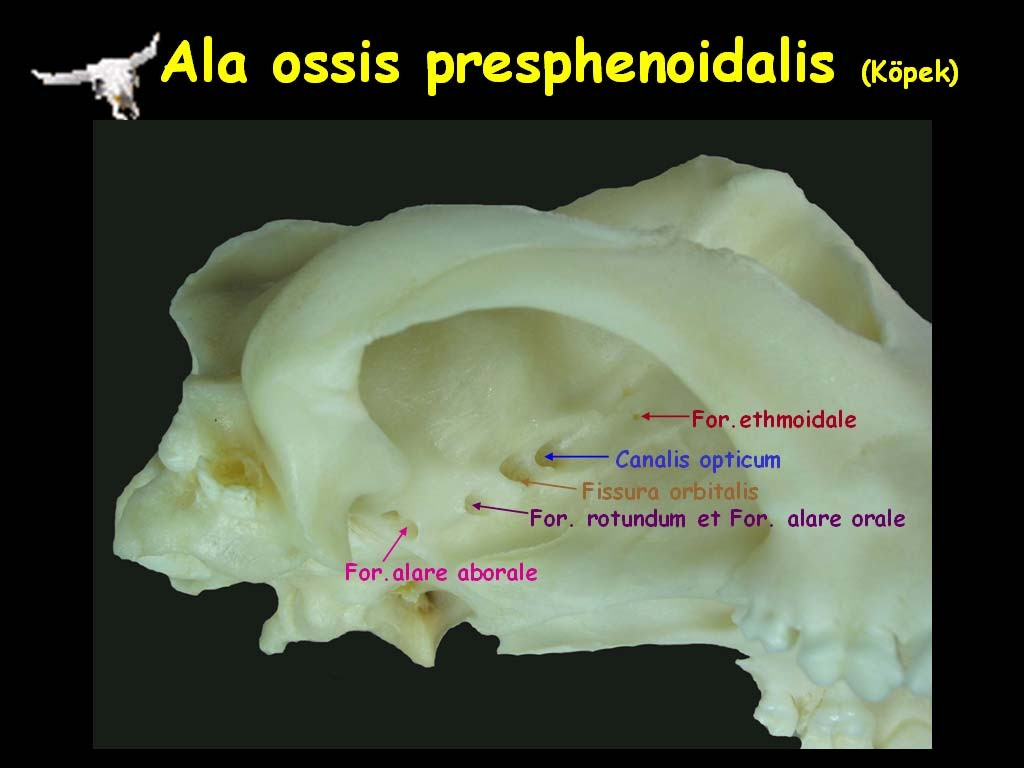 Ala ossis presphenoidalis (Köpek)
For.ethmoidale
Canalis opticum
Fissura orbitalis
For. rotundum et For. alare orale
For.alare aborale